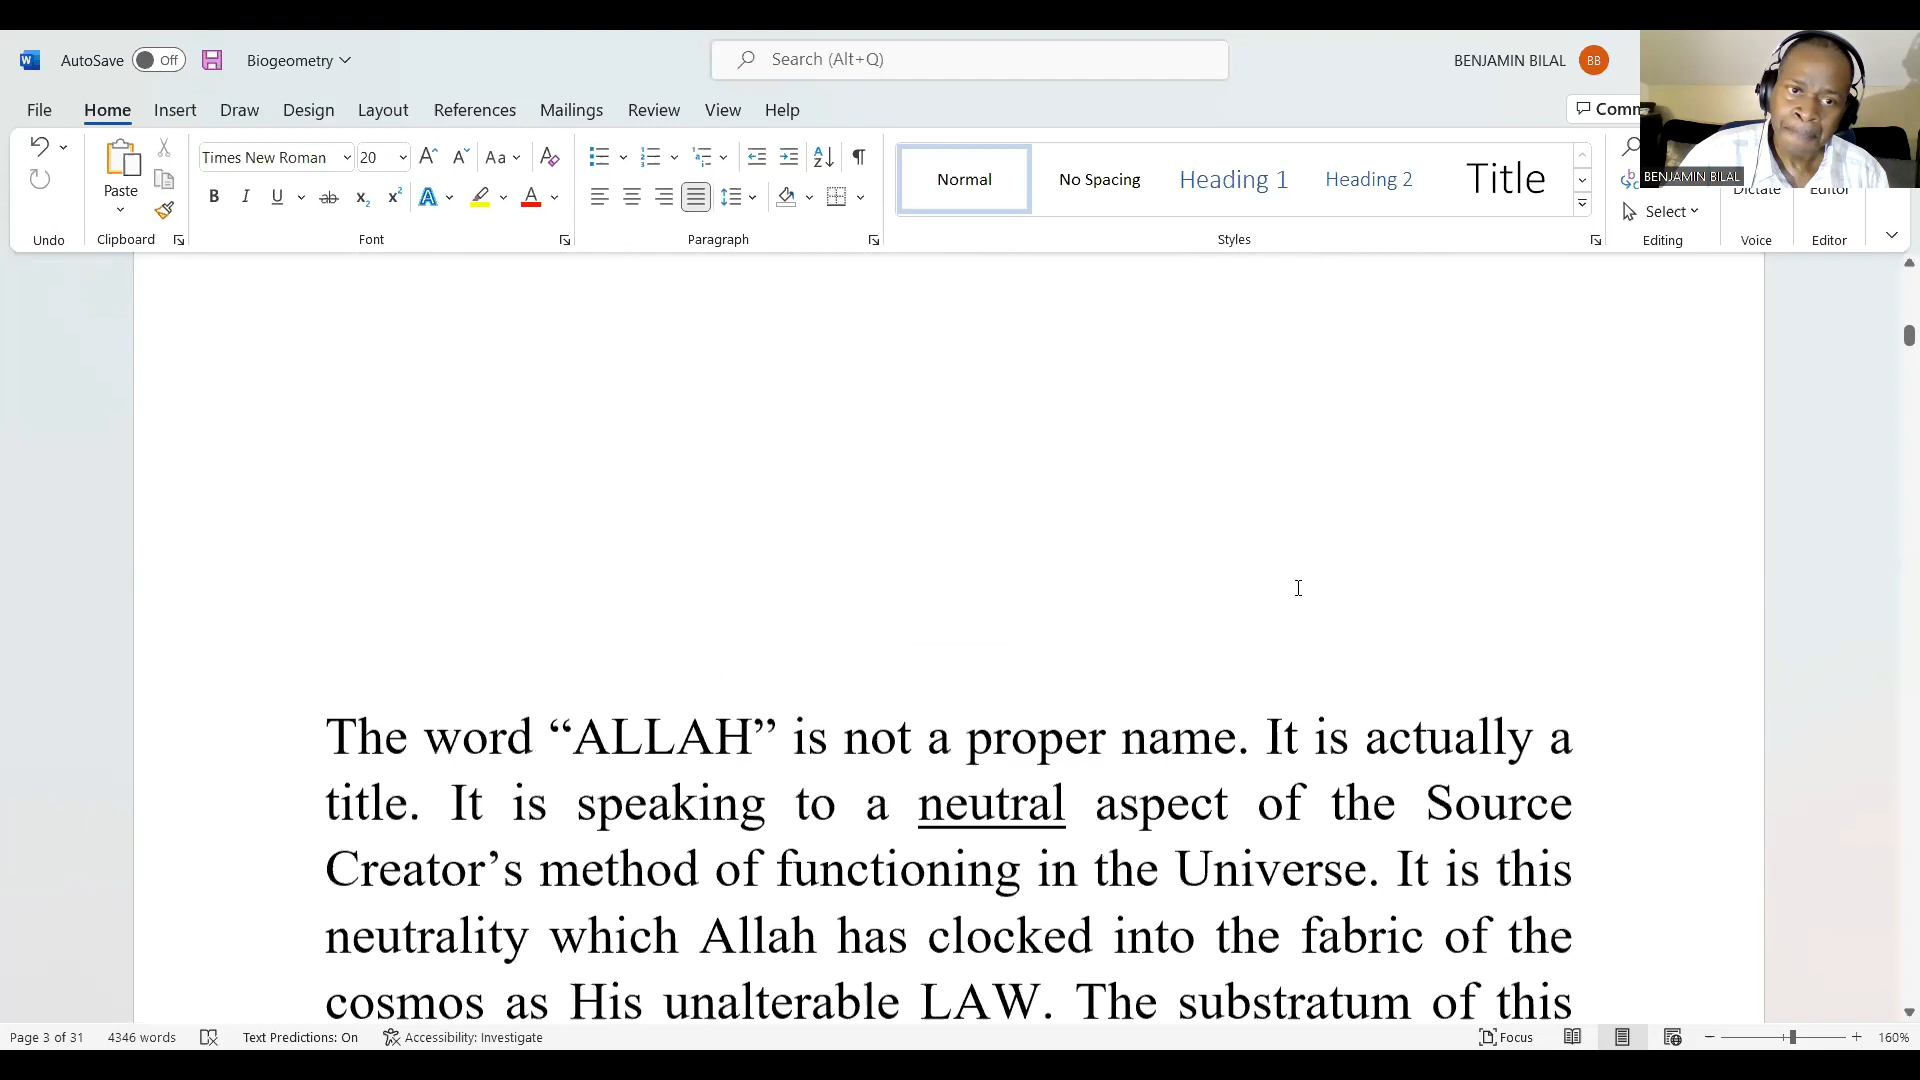 AutoSave Off Biogeometry Search (Alt+Q) BENJAMIN BILAL BB
File Home Insert Draw Design Layout References Mailings Review View Help
Times New Roman 20 Aa
Paste
Normal No Spacing Heading 1 Heading 2 Title
BENJAMIN BILAL
Select
Undo Clipboard Font Paragraph Styles Editing Voice Editor
The word “ALLAH” is not a proper name. It is actually a
title. It is speaking to a neutral aspect of the Source
Creator’s method of functioning in the Universe. It is this
neutrality which Allah has clocked into the fabric of the
cosmos as His unalterable LAW. The substratum of this
Page 3 of 31 4346 words Text Predictions: On Accessibility: Investigate Focus 160%